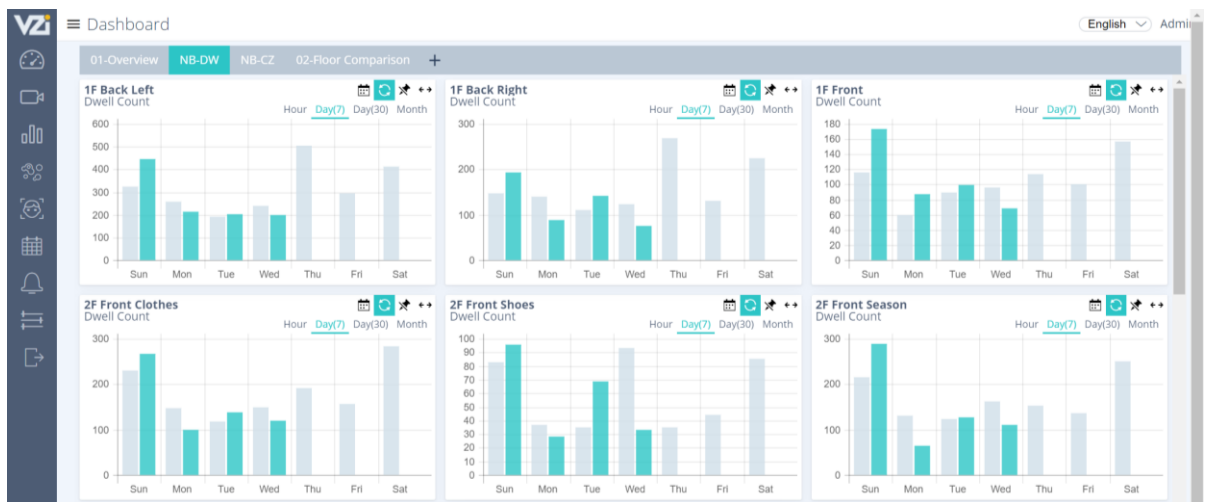 VZi
Dashboard
English
Admin
01-Overview NB-DW NB-CZ 02-Floor Comparison +
1F Back Left
Dwell Count
Hour Day(7) Day(30) Month
600
500
400
300
200
100
0
Sun Mon Tue Wed Thu Fri Sat
1F Back Right
Dwell Count
Hour Day(7) Day(30) Month
300
200
100
0
Sun Mon Tue Wed Thu Fri Sat
1F Front
Dwell Count
Hour Day(7) Day(30) Month
180
160
140
120
100
80
60
40
20
0
Sun Mon Tue Wed Thu Fri Sat
2F Front Clothes
Dwell Count
Hour Day(7) Day(30) Month
300
200
100
0
Sun Mon Tue Wed Thu Fri Sat
2F Front Shoes
Dwell Count
Hour Day(7) Day(30) Month
100
90
80
70
60
50
40
30
20
10
0
Sun Mon Tue Wed Thu Fri Sat
2F Front Season
Dwell Count
Hour Day(7) Day(30) Month
300
200
100
0
Sun Mon Tue Wed Thu Fri Sat